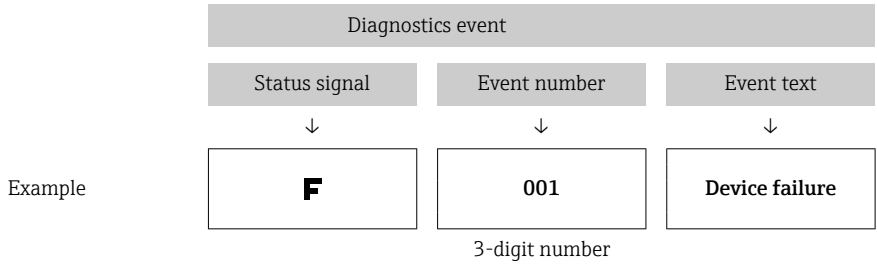 Diagnostics event
Status signal Event number Event text
↓ ↓ ↓
Example F 001 Device failure
3-digit number